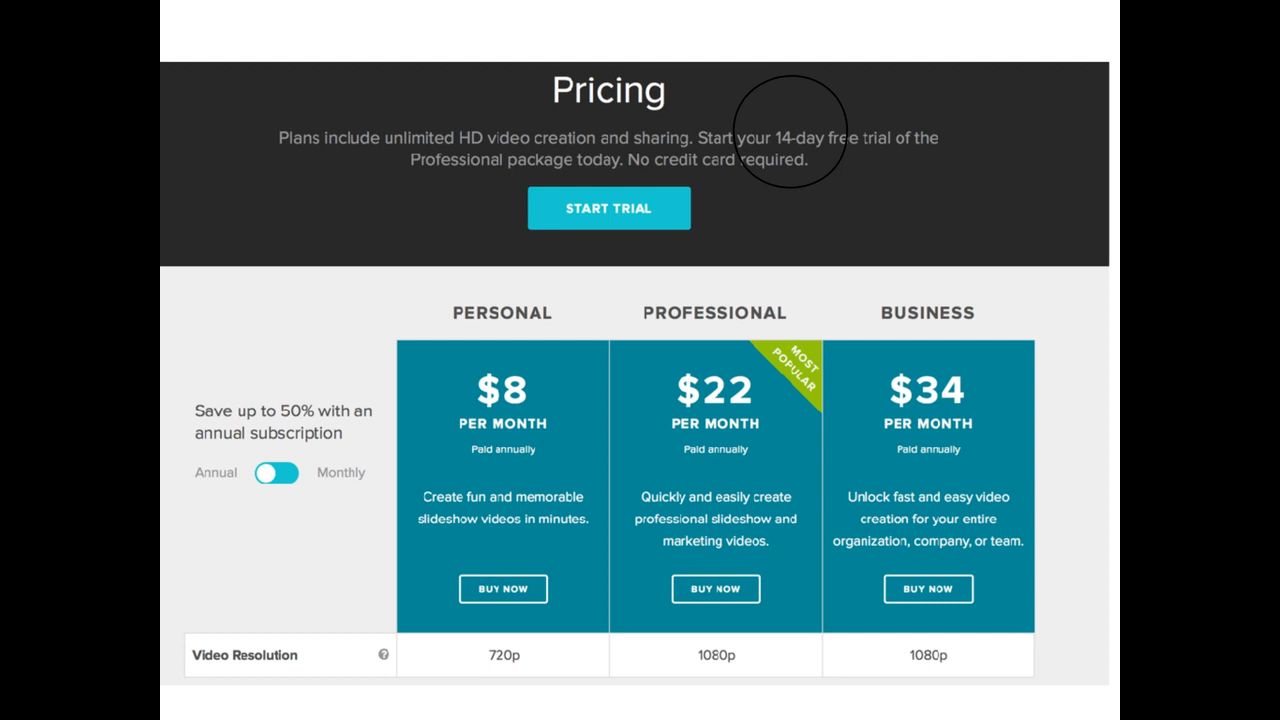 Pricing
Plans include unlimited HD video creation and sharing. Start your 14-day free trial of the
Professional package today. No credit card required.
START TRIAL
PERSONAL
PROFESSIONAL
BUSINESS
Save up to 50% with an
annual subscription
Annual
Monthly
$8
PER MONTH
Paid annually
Create fun and memorable
slideshow videos in minutes.
BUY NOW
MOST
POPULAR
$22
PER MONTH
Paid annually
Quickly and easily create
professional slideshow and
marketing videos.
BUY NOW
$34
PER MONTH
Paid annually
Unlock fast and easy video
creation for your entire
organization, company, or team.
BUY NOW
Video Resolution
?
720p
1080p
1080p